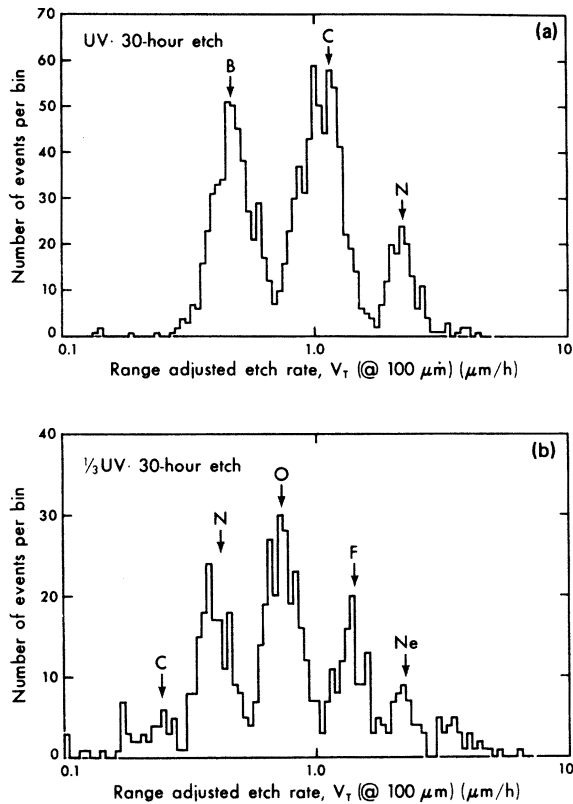 70
60
50
40
30
20
10
0
Number of events per bin
UV· 30-hour etch
(a)
B
C
N
0.1
1.0
10
Range adjusted etch rate, V_T (@ 100 μm) (μm/h)
40
30
20
10
0
Number of events per bin
⅓UV· 30-hour etch
(b)
C
N
O
F
Ne
0.1
1.0
10
Range adjusted etch rate, V_T (@ 100 μm) (μm/h)